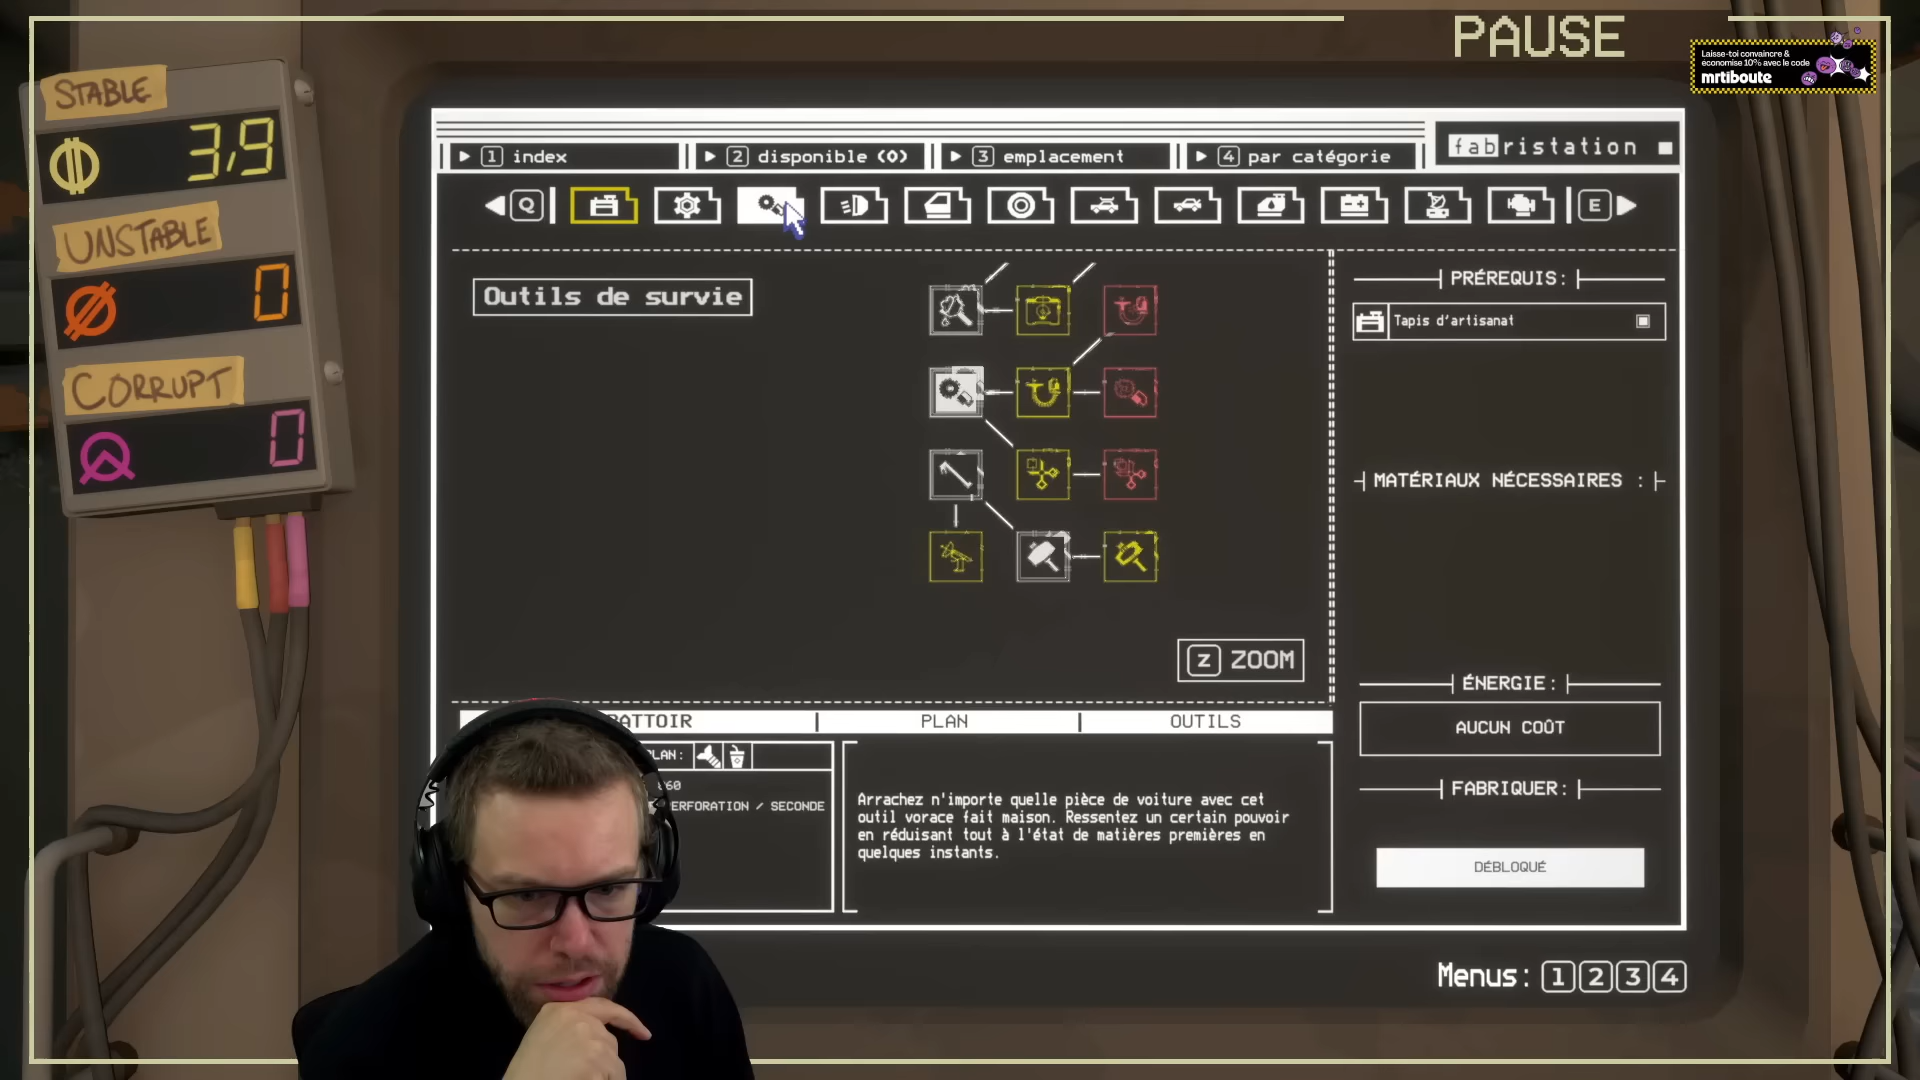 PAUSE
Laisse-toi convaincre &
économise 10% avec le code
mrtiboute
STABLE
3,9
UNSTABLE
0
CORRUPT
0
1 index
2 disponible (0)
3 emplacement
4 par catégorie
fabristation
Q
E
Outils de survie
PRÉREQUIS:
Tapis d'artisanat
MATÉRIAUX NÉCESSAIRES :
Z ZOOM
ÉNERGIE:
AUCUN COÛT
FABRIQUER:
DÉBLOQUÉ
PLAN
OUTILS
ERFORATION / SECONDE
Arrachez n'importe quelle pièce de voiture avec cet
outil vorace fait maison. Ressentez un certain pouvoir
en réduisant tout à l'état de matières premières en
quelques instants.
Menus: 1 2 3 4